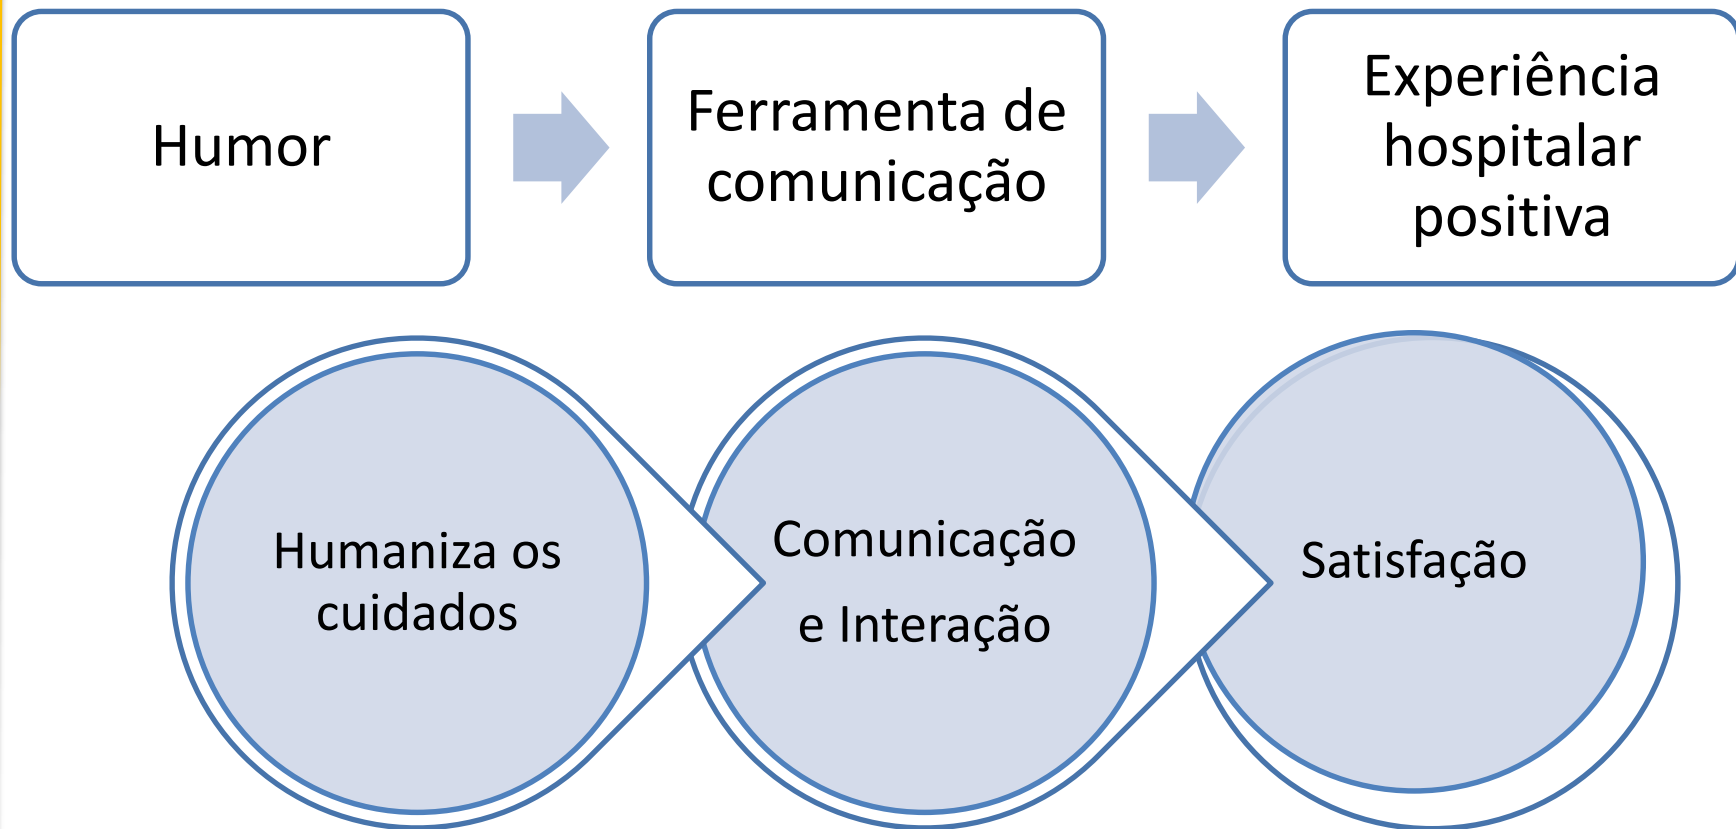 Humor
Ferramenta de
comunicação
Experiência
hospitalar
positiva
Humaniza os
cuidados
Comunicação
e Interação
Satisfação